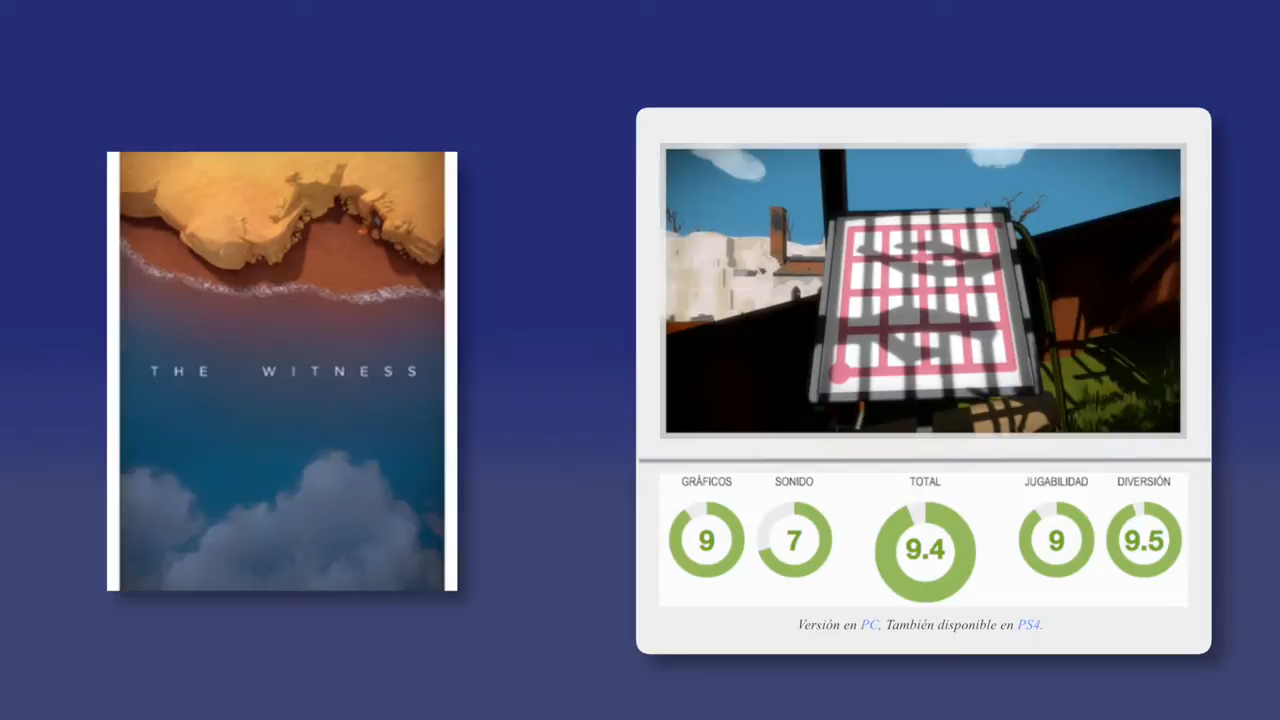 THE WITNESS
GRÁFICOS SONIDO TOTAL JUGABILIDAD DIVERSIÓN
9 7 9.4 9 9.5
Versión en PC, También disponible en PS4.